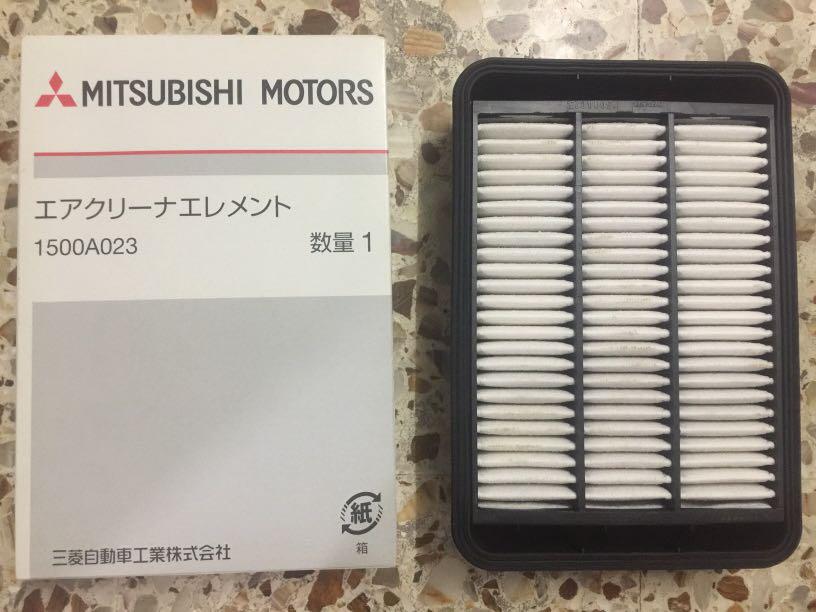 MITSUBISHI MOTORS
エアクリーナエレメント
1500A023 数量 1
紙
箱
三菱自動車工業株式会社